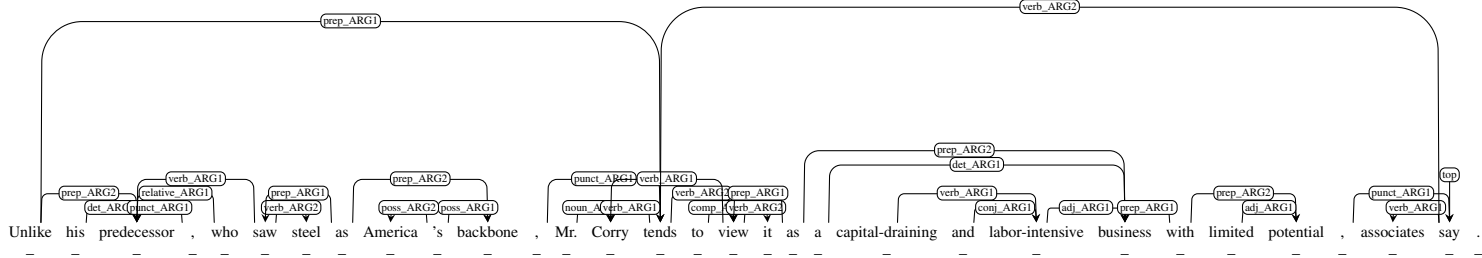 verb_ARG2
prep_ARG1
prep_ARG2
det_ARG1
top
verb_ARG1 prep_ARG2 punct_ARG1 verb_ARG1
prep_ARG2 relative_ARG1 prep_ARG1 verb_ARG2 prep_ARG1 verb_ARG1 prep_ARG2 punct_ARG1
punct_ARG1 verb_ARG2 poss_ARG2 poss_ARG1 verb_ARG1 verb_ARG2 conj_ARG1 adj_ARG1 prep_ARG1 adj_ARG1 verb_ARG1
Unlike his predecessor , who saw steel as America 's backbone , Mr. Corry tends to view it as a capital-draining and labor-intensive business with limited potential , associates say .
_ _ _ _ _ _ _ _ _ _ _ _ _ _ _ _ _ _ _ _ _ _ _ _ _ _ _ _ _ _ _